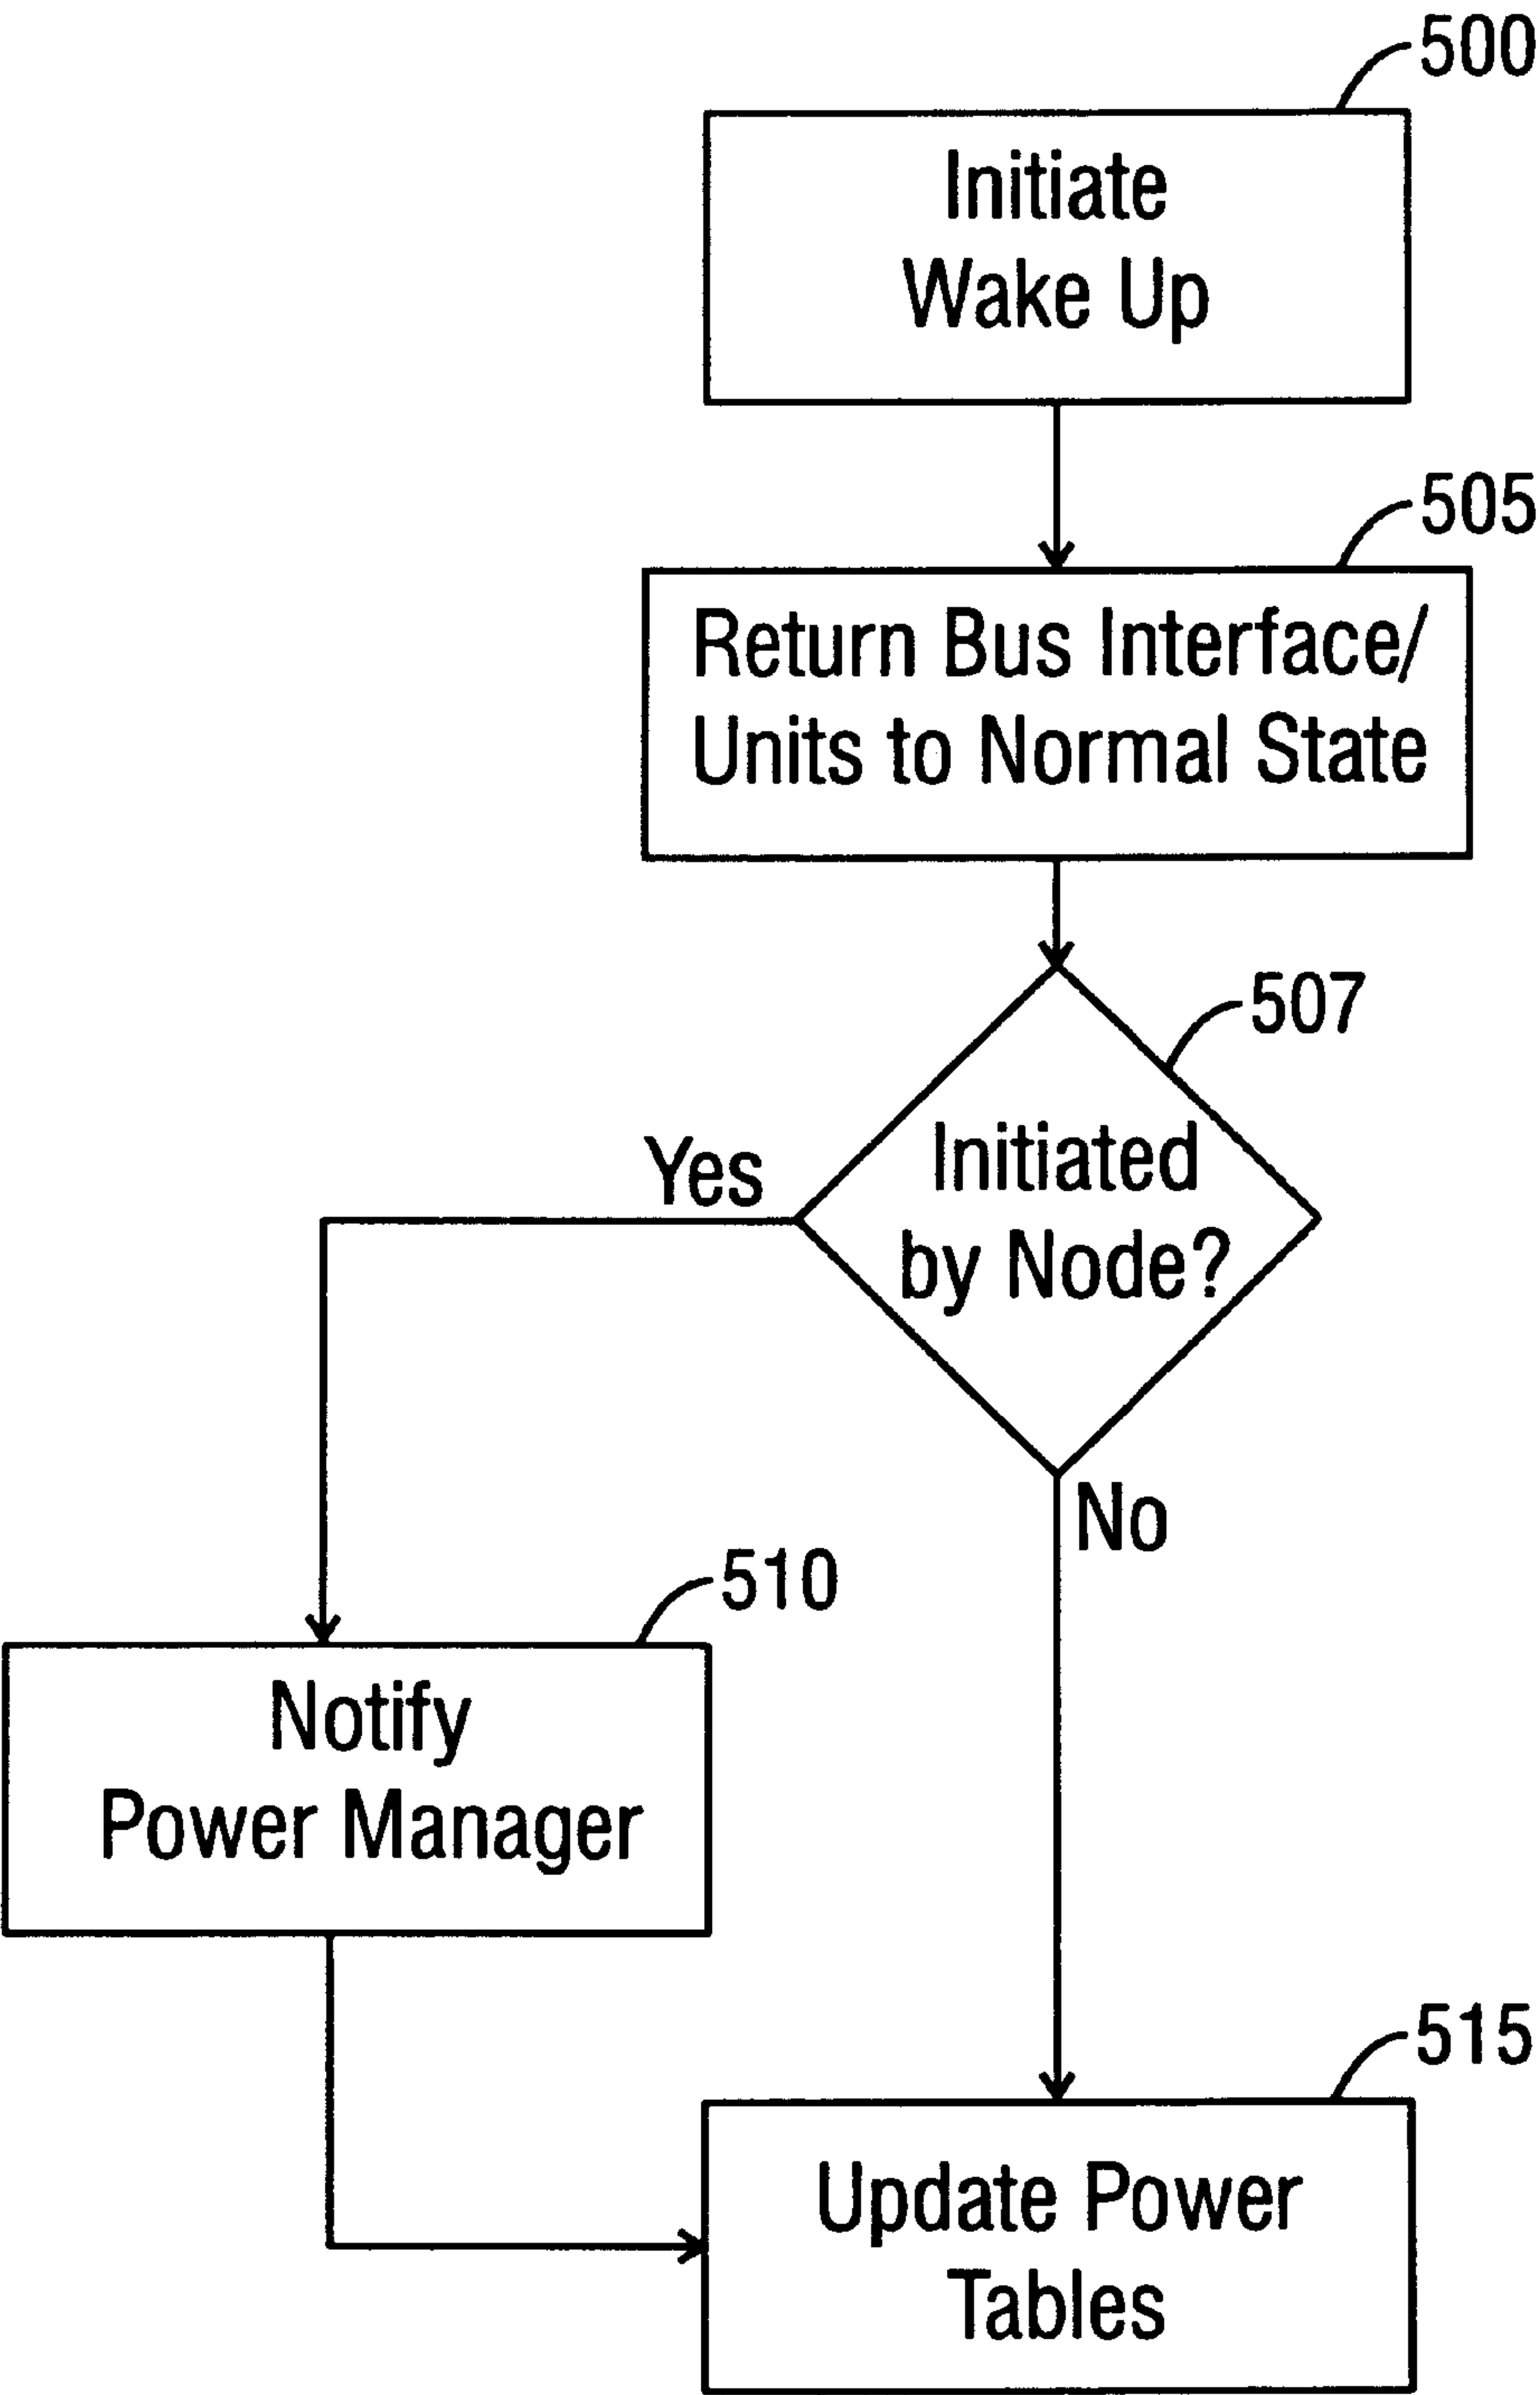 500
Initiate
Wake Up
505
Return Bus Interface/
Units to Normal State
507
Initiated
by Node?
Yes
No
510
Notify
Power Manager
515
Update Power
Tables